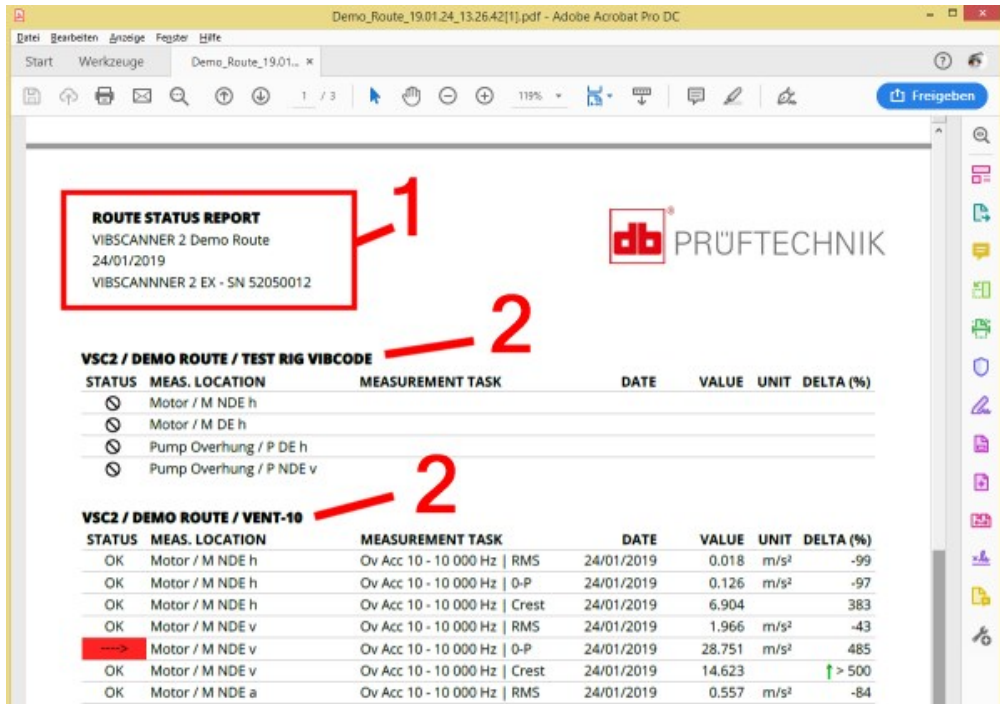 Demo_Route_19.01.24_13.26.42[1].pdf - Adobe Acrobat Pro DC
Datei Bearbeiten Anzeige Fenster Hilfe
Start Werkzeuge Demo_Route_19.01... ×
1 / 3 119% Freigeben
1
ROUTE STATUS REPORT
VIBSCANNER 2 Demo Route
24/01/2019
VIBSCANNNER 2 EX - SN 52050012
db® PRÜFTECHNIK
2
VSC2 / DEMO ROUTE / TEST RIG VIBCODE
STATUS MEAS. LOCATION MEASUREMENT TASK DATE VALUE UNIT DELTA (%)
Motor / M NDE h
Motor / M DE h
Pump Overhung / P DE h
Pump Overhung / P NDE v
2
VSC2 / DEMO ROUTE / VENT-10
STATUS MEAS. LOCATION MEASUREMENT TASK DATE VALUE UNIT DELTA (%)
OK Motor / M NDE h Ov Acc 10 - 10 000 Hz | RMS 24/01/2019 0.018 m/s² -99
OK Motor / M NDE h Ov Acc 10 - 10 000 Hz | 0-P 24/01/2019 0.126 m/s² -97
OK Motor / M NDE h Ov Acc 10 - 10 000 Hz | Crest 24/01/2019 6.904 383
OK Motor / M NDE v Ov Acc 10 - 10 000 Hz | RMS 24/01/2019 1.966 m/s² -43
----> Motor / M NDE v Ov Acc 10 - 10 000 Hz | 0-P 24/01/2019 28.751 m/s² 485
OK Motor / M NDE v Ov Acc 10 - 10 000 Hz | Crest 24/01/2019 14.623 ↑ > 500
OK Motor / M NDE a Ov Acc 10 - 10 000 Hz | RMS 24/01/2019 0.557 m/s² -84